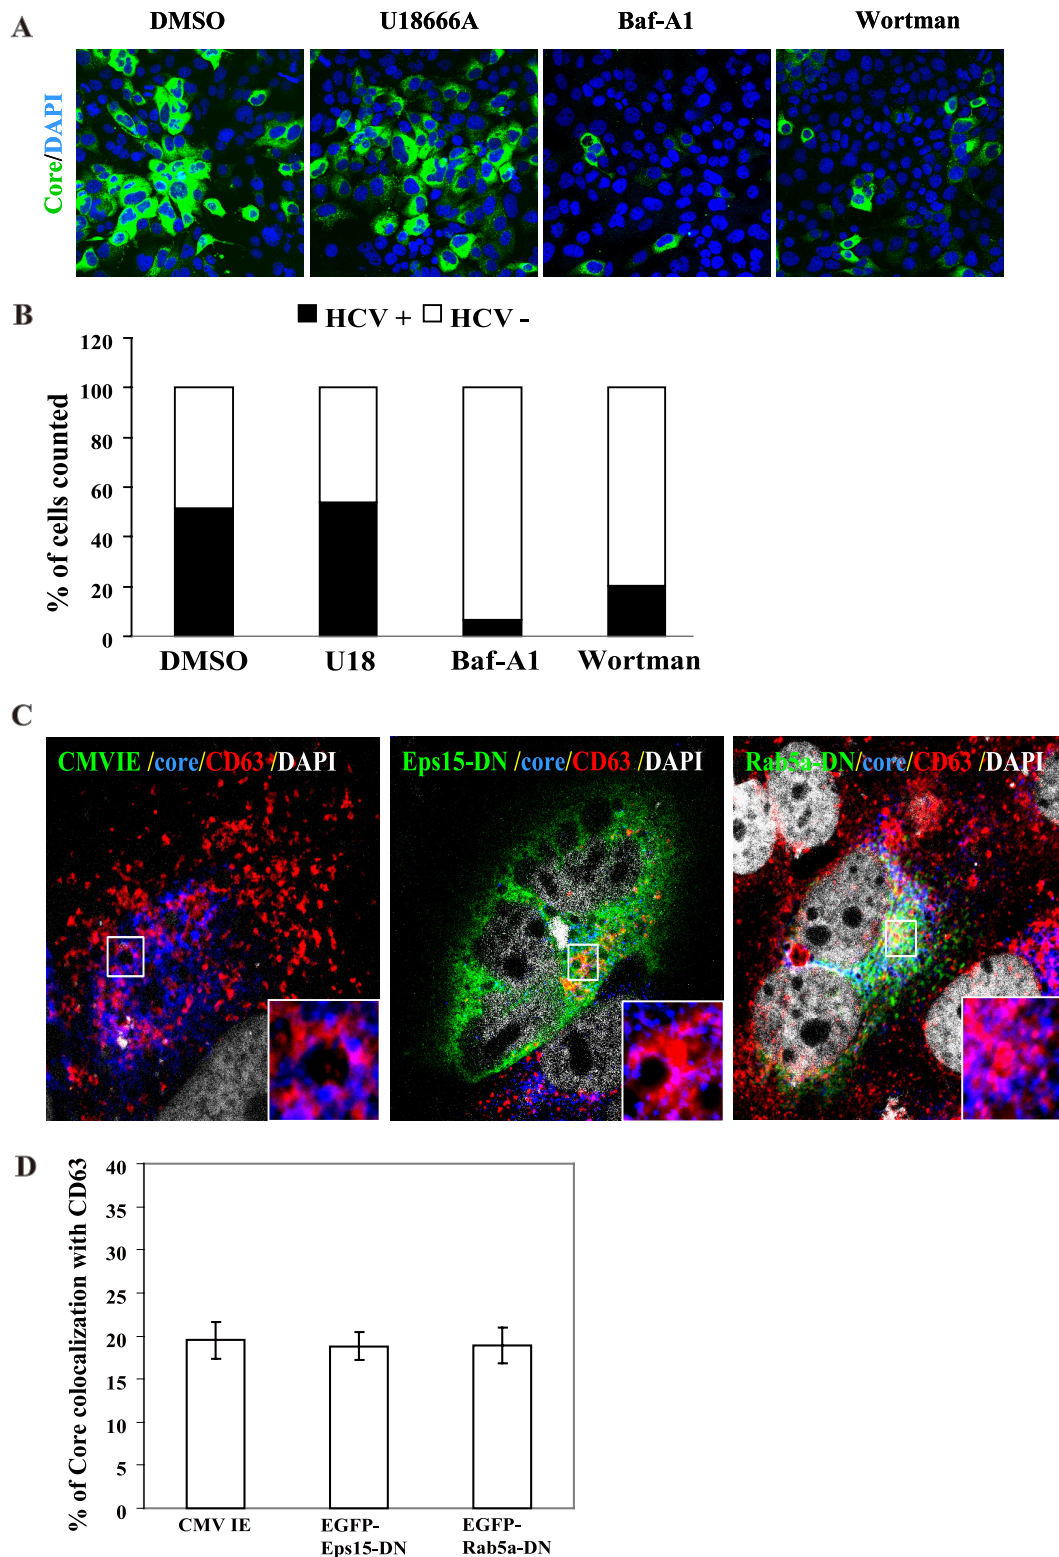 A
DMSO U18666A Baf-A1 Wortman
Core/DAPI
B
HCV + HCV -
120
100
80
60
40
20
0
% of cells counted
DMSO U18 Baf-A1 Wortman
C
CMVIE /core/CD63 /DAPI
Eps15-DN /core/CD63 /DAPI
Rab5a-DN/core/CD63 /DAPI
D
% of Core colocalization with CD63
40
35
30
25
20
15
10
5
0
CMV IE
EGFP-
Eps15-DN
EGFP-
Rab5a-DN